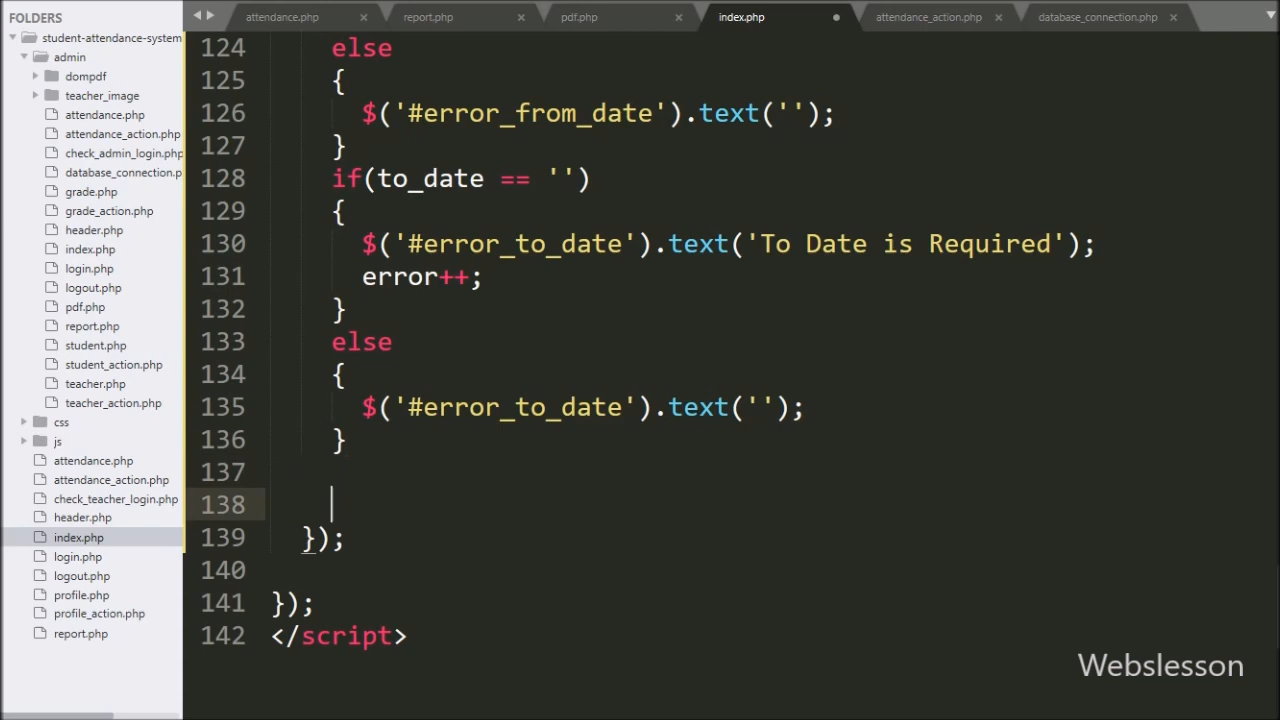 FOLDERS
student-attendance-system
admin
dompdf
teacher_image
attendance.php
attendance_action.php
check_admin_login.php
database_connection.p
grade.php
grade_action.php
header.php
index.php
login.php
logout.php
pdf.php
report.php
student.php
student_action.php
teacher.php
teacher_action.php
css
js
attendance.php
attendance_action.php
check_teacher_login.php
header.php
index.php
login.php
logout.php
profile.php
profile_action.php
report.php
attendance.php
report.php
pdf.php
index.php
attendance_action.php
database_connection.php
124 else
125 {
126 $('#error_from_date').text('');
127 }
128 if(to_date == '')
129 {
130 $('#error_to_date').text('To Date is Required');
131 error++;
132 }
133 else
134 {
135 $('#error_to_date').text('');
136 }
137
138
139 });
140
141 });
142 </script>
Webslesson